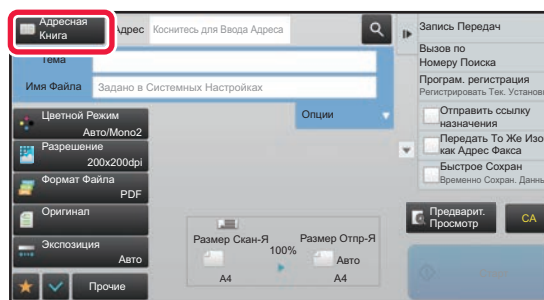 Адресная
Книга
Адрес
Коснитесь для Ввода Адреса
Тема
Имя Файла
Задано в Системных Настройках
Цветной Режим
Авто/Mono2
Опции
Разрешение
200x200dpi
Формат Файла
PDF
Оригинал
Экспозиция
Авто
Прочие
Размер Скан-Я
100%
Размер Отпр-Я
Авто
A4
A4
Запись Передач
Вызов по
Номеру Поиска
Програм. регистрация
Регистрировать Тек. Установ
Отправить ссылку
назначения
Передать То Же Изо
как Адрес Факса
Быстрое Сохран
Временно Сохран. Данны
Предварит.
Просмотр
CA